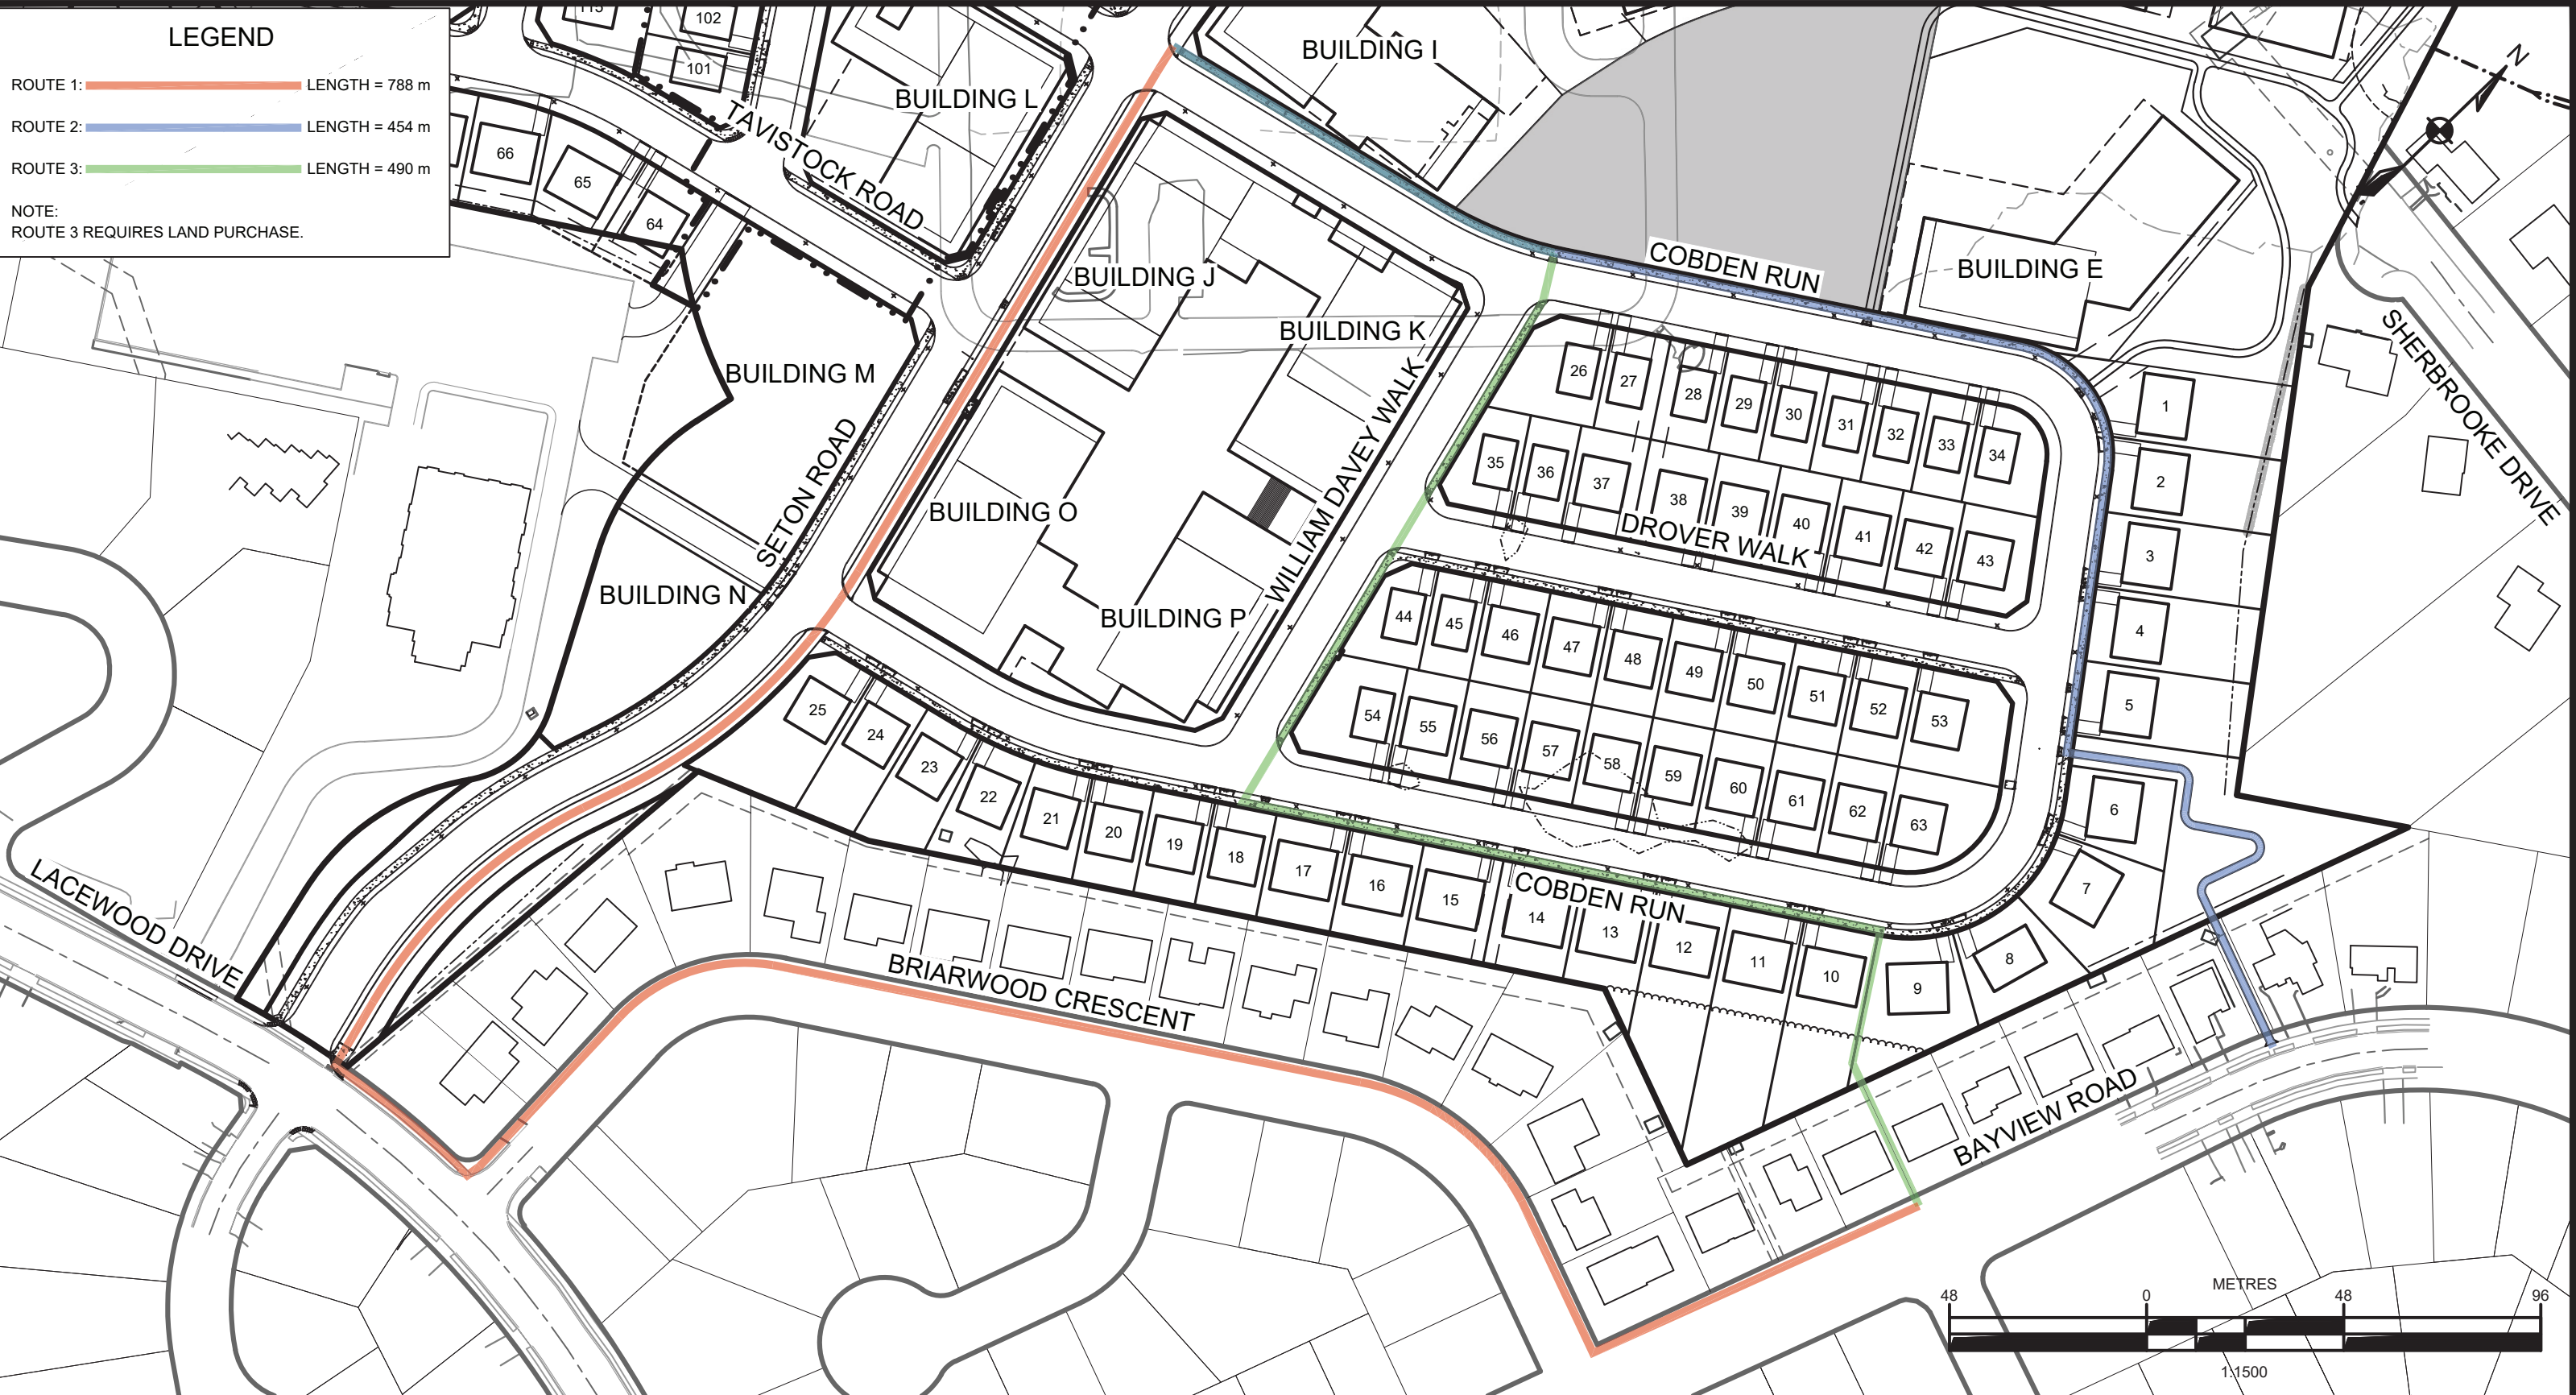 LEGEND
ROUTE 1: LENGTH = 788 m
ROUTE 2: LENGTH = 454 m
ROUTE 3: LENGTH = 490 m
NOTE:
ROUTE 3 REQUIRES LAND PURCHASE.
113
102
101
66
65
64
TAVISTOCK ROAD
BUILDING L
BUILDING I
BUILDING J
BUILDING K
BUILDING M
BUILDING N
BUILDING O
BUILDING P
BUILDING E
SETON ROAD
WILLIAM DAVEY WALK
COBDEN RUN
DROVER WALK
SHERBROOKE DRIVE
N
26
27
28
29
30
31
32
33
34
35
36
37
38
39
40
41
42
43
44
45
46
47
48
49
50
51
52
53
54
55
56
57
58
59
60
61
62
63
1
2
3
4
5
6
7
8
9
10
11
12
13
14
15
16
17
18
19
20
21
22
23
24
25
COBDEN RUN
LACEWOOD DRIVE
BRIARWOOD CRESCENT
BAYVIEW ROAD
METRES
48 0 48 96
1:1500